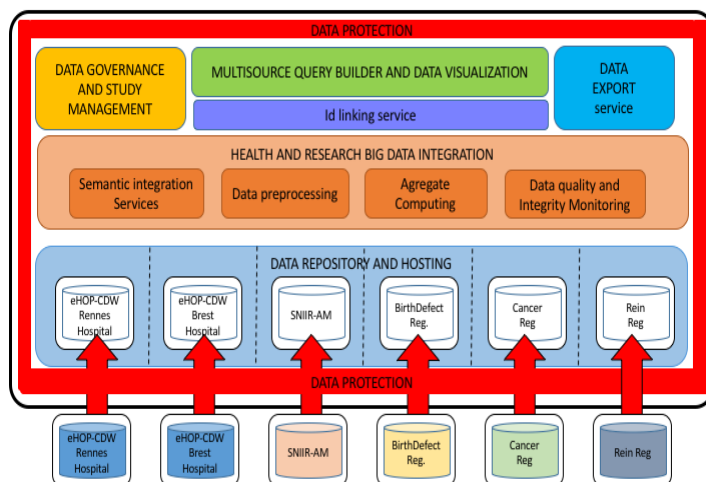 DATA PROTECTION
DATA GOVERNANCE
AND STUDY
MANAGEMENT
MULTISOURCE QUERY BUILDER AND DATA VISUALIZATION
Id linking service
DATA
EXPORT
service
HEALTH AND RESEARCH BIG DATA INTEGRATION
Semantic integration
Services
Data preprocessing
Agregate
Computing
Data quality and
Integrity Monitoring
DATA REPOSITORY AND HOSTING
eHOP-CDW
Rennes
Hospital
eHOP-CDW
Brest
Hospital
SNIIR-AM
BirthDefect
Reg.
Cancer
Reg
Rein
Reg
DATA PROTECTION
eHOP-CDW
Rennes
Hospital
eHOP-CDW
Brest
Hospital
SNIIR-AM
BirthDefect
Reg.
Cancer
Reg
Rein Reg